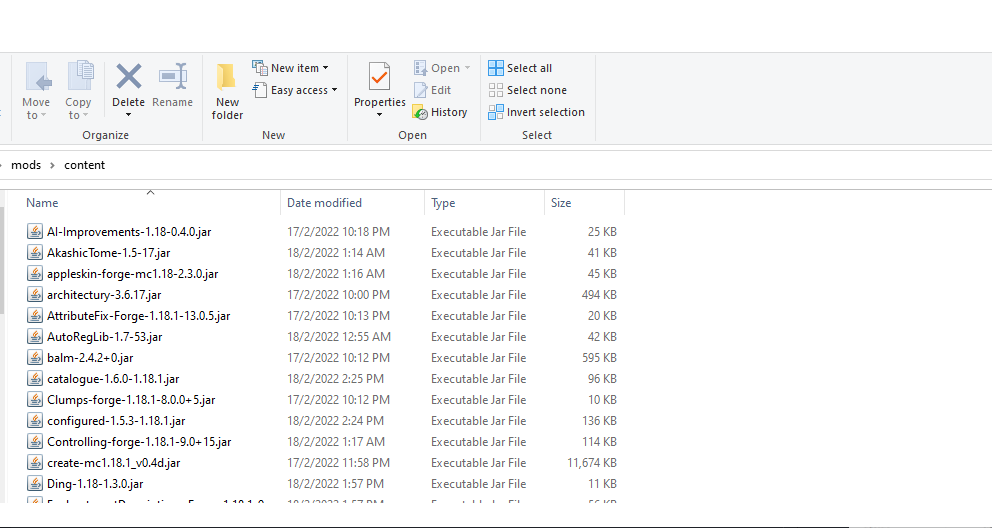 Move to
Copy to
Delete
Rename
Organize
New folder
New item
Easy access
New
Properties
Open
Edit
History
Open
Select all
Select none
Invert selection
Select
mods > content
Name Date modified Type Size
AI-Improvements-1.18-0.4.0.jar 17/2/2022 10:18 PM Executable Jar File 25 KB
AkashicTome-1.5-17.jar 18/2/2022 1:14 AM Executable Jar File 41 KB
appleskin-forge-mc1.18-2.3.0.jar 18/2/2022 1:16 AM Executable Jar File 45 KB
architectury-3.6.17.jar 17/2/2022 10:00 PM Executable Jar File 494 KB
AttributeFix-Forge-1.18.1-13.0.5.jar 17/2/2022 10:13 PM Executable Jar File 20 KB
AutoRegLib-1.7-53.jar 18/2/2022 12:55 AM Executable Jar File 42 KB
balm-2.4.2+0.jar 17/2/2022 10:12 PM Executable Jar File 595 KB
catalogue-1.6.0-1.18.1.jar 18/2/2022 2:25 PM Executable Jar File 96 KB
Clumps-forge-1.18.1-8.0.0+5.jar 17/2/2022 10:12 PM Executable Jar File 10 KB
configured-1.5.3-1.18.1.jar 18/2/2022 2:24 PM Executable Jar File 136 KB
Controlling-forge-1.18.1-9.0+15.jar 18/2/2022 1:17 AM Executable Jar File 114 KB
create-mc1.18.1_v0.4d.jar 17/2/2022 11:58 PM Executable Jar File 11,674 KB
Ding-1.18-1.3.0.jar 18/2/2022 1:57 PM Executable Jar File 11 KB